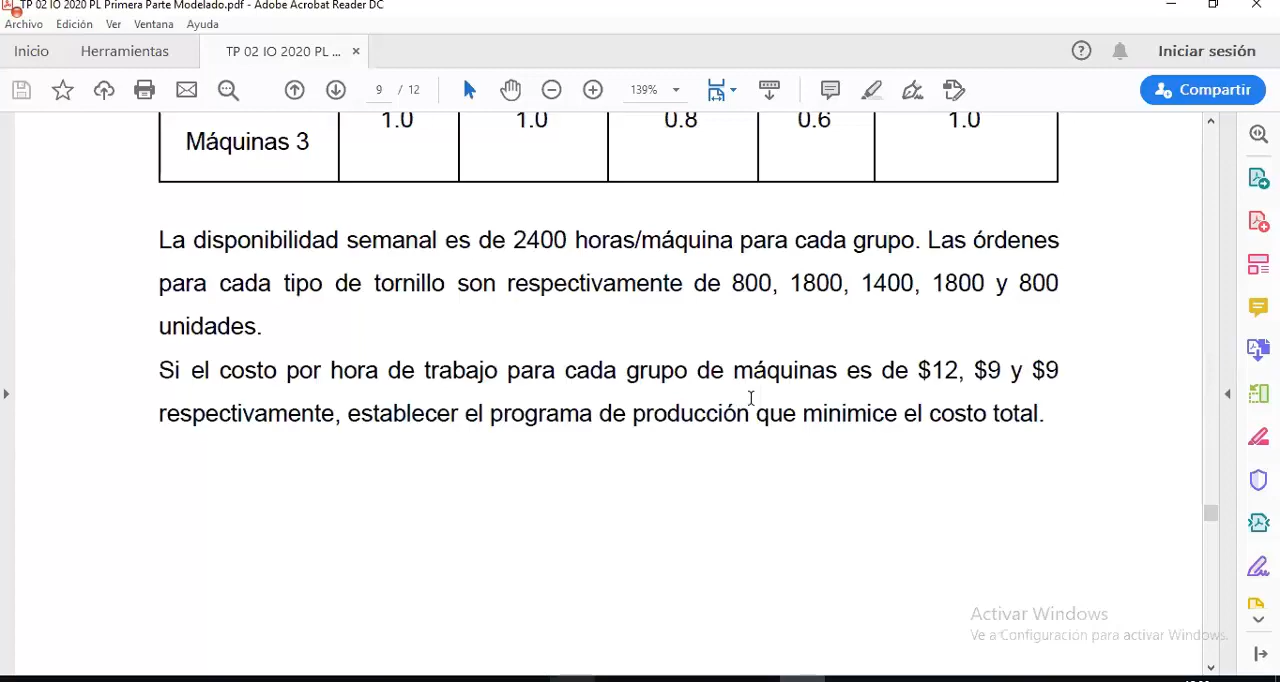 TP 02 IO 2020 PL Primera Parte Modelado.pdf - Adobe Acrobat Reader DC
Archivo Edición Ver Ventana Ayuda
Inicio Herramientas TP 02 IO 2020 PL ... × Iniciar sesión
9 / 12 139% Compartir
Máquinas 3 1.0 1.0 0.8 0.6 1.0
La disponibilidad semanal es de 2400 horas/máquina para cada grupo. Las órdenes
para cada tipo de tornillo son respectivamente de 800, 1800, 1400, 1800 y 800
unidades.
Si el costo por hora de trabajo para cada grupo de máquinas es de $12, $9 y $9
respectivamente, establecer el programa de producción que minimice el costo total.
Activar Windows
Ve a Configuración para activar Windows.